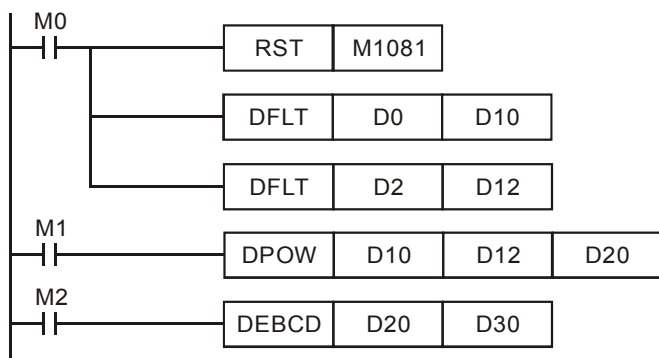 M0
RST M1081
DFLT D0 D10
DFLT D2 D12
M1
DPOW D10 D12 D20
M2
DEBCD D20 D30